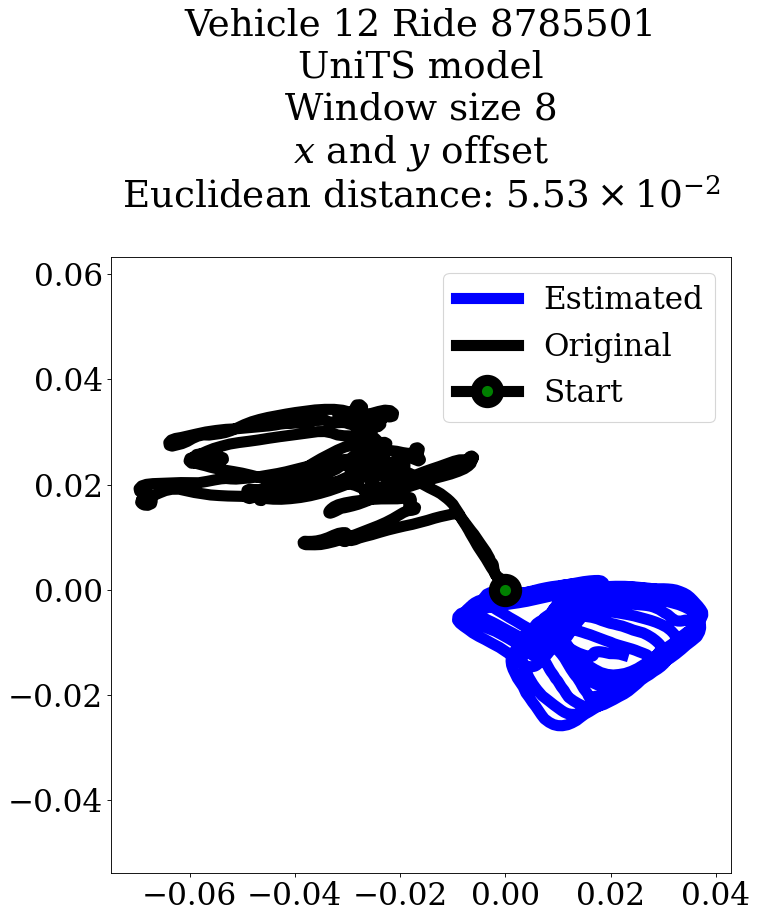 Vehicle 12 Ride 8785501
UniTS model
Window size 8
x and y offset
Euclidean distance: 5.53 × 10⁻²
Estimated
Original
Start
0.06
0.04
0.02
0.00
−0.02
−0.04
−0.06 −0.04 −0.02 0.00 0.02 0.04